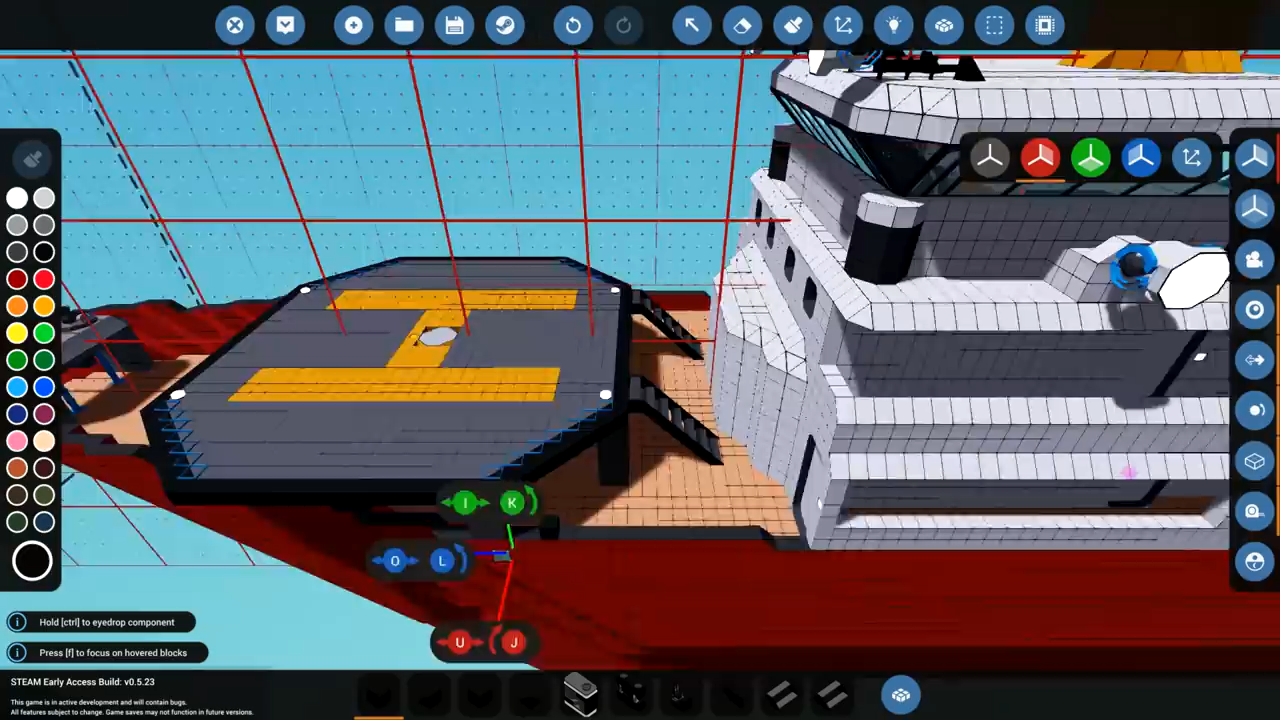 I K
O L
U J
Hold [ctrl] to eyedrop component
Press [f] to focus on hovered blocks
STEAM Early Access Build: v0.5.23
This game is in active development and will contain bugs.
All features subject to change. Game saves may not function in future versions.